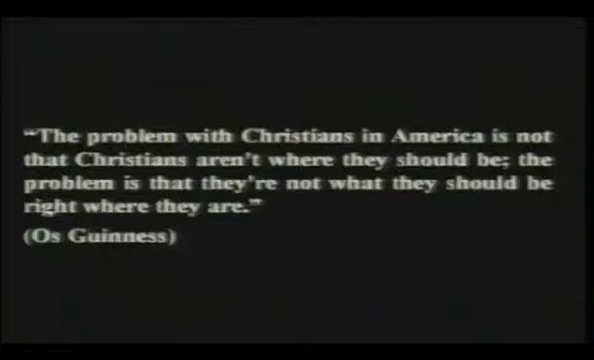 “The problem with Christians in America is not
that Christians aren't where they should be; the
problem is that they're not what they should be
right where they are.”
(Os Guinness)